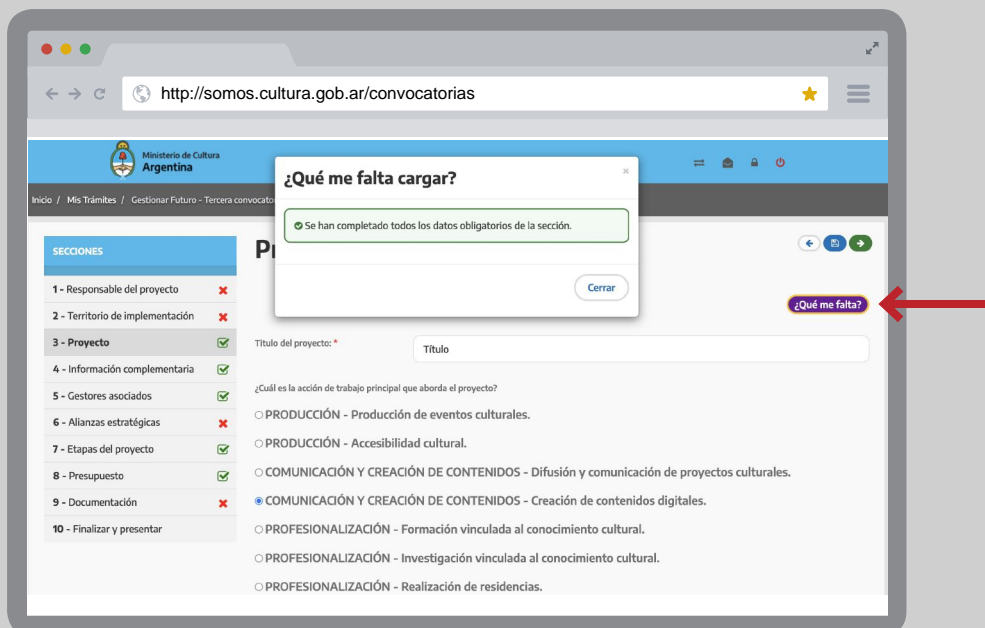 http://somos.cultura.gob.ar/convocatorias
Ministerio de Cultura
Argentina
Inicio / Mis Trámites / Gestionar Futuro - Tercera
¿Qué me falta cargar?
×
Se han completado todos los datos obligatorios de la sección.
Cerrar
SECCIONES
1 - Responsable del proyecto
2 - Territorio de implementación
3 - Proyecto
4 - Información complementaria
5 - Gestores asociados
6 - Alianzas estratégicas
7 - Etapas del proyecto
8 - Presupuesto
9 - Documentación
10 - Finalizar y presentar
¿Qué me falta?
Titulo del proyecto: *
Título
¿Cuál es la acción de trabajo principal que aborda el proyecto?
PRODUCCIÓN - Producción de eventos culturales.
PRODUCCIÓN - Accesibilidad cultural.
COMUNICACIÓN Y CREACIÓN DE CONTENIDOS - Difusión y comunicación de proyectos culturales.
COMUNICACIÓN Y CREACIÓN DE CONTENIDOS - Creación de contenidos digitales.
PROFESIONALIZACIÓN - Formación vinculada al conocimiento cultural.
PROFESIONALIZACIÓN - Investigación vinculada al conocimiento cultural.
PROFESIONALIZACIÓN - Realización de residencias.